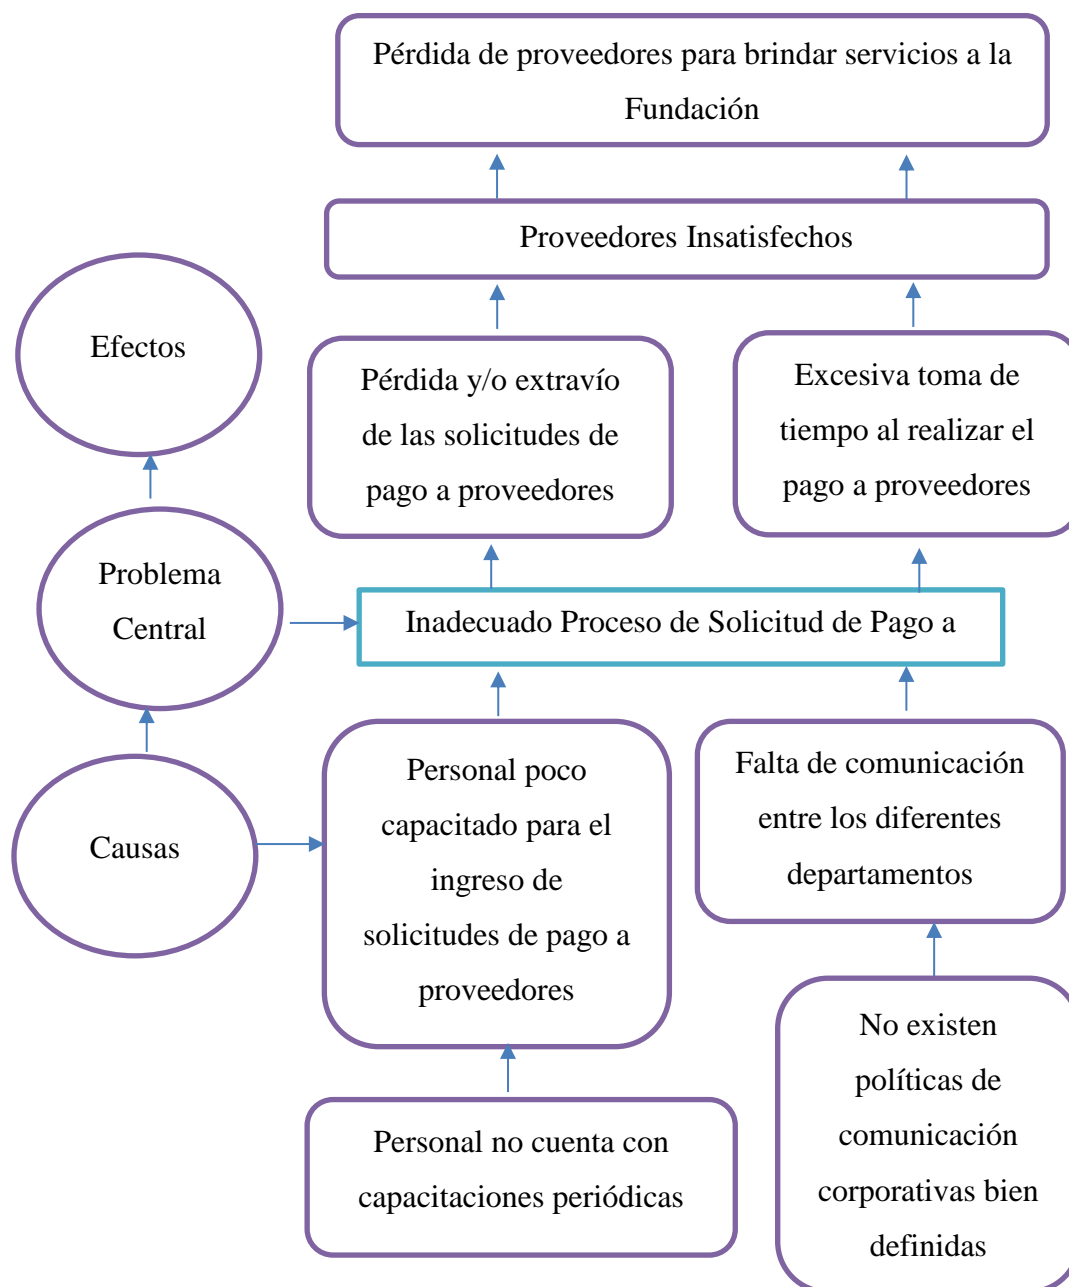 Pérdida de proveedores para brindar servicios a la
Fundación
Proveedores Insatisfechos
Efectos
Pérdida y/o extravío
de las solicitudes de
pago a proveedores
Excesiva toma de
tiempo al realizar el
pago a proveedores
Problema
Central
Inadecuado Proceso de Solicitud de Pago a
Causas
Personal poco
capacitado para el
ingreso de
solicitudes de pago a
proveedores
Falta de comunicación
entre los diferentes
departamentos
Personal no cuenta con
capacitaciones periódicas
No existen
políticas de
comunicación
corporativas bien
definidas